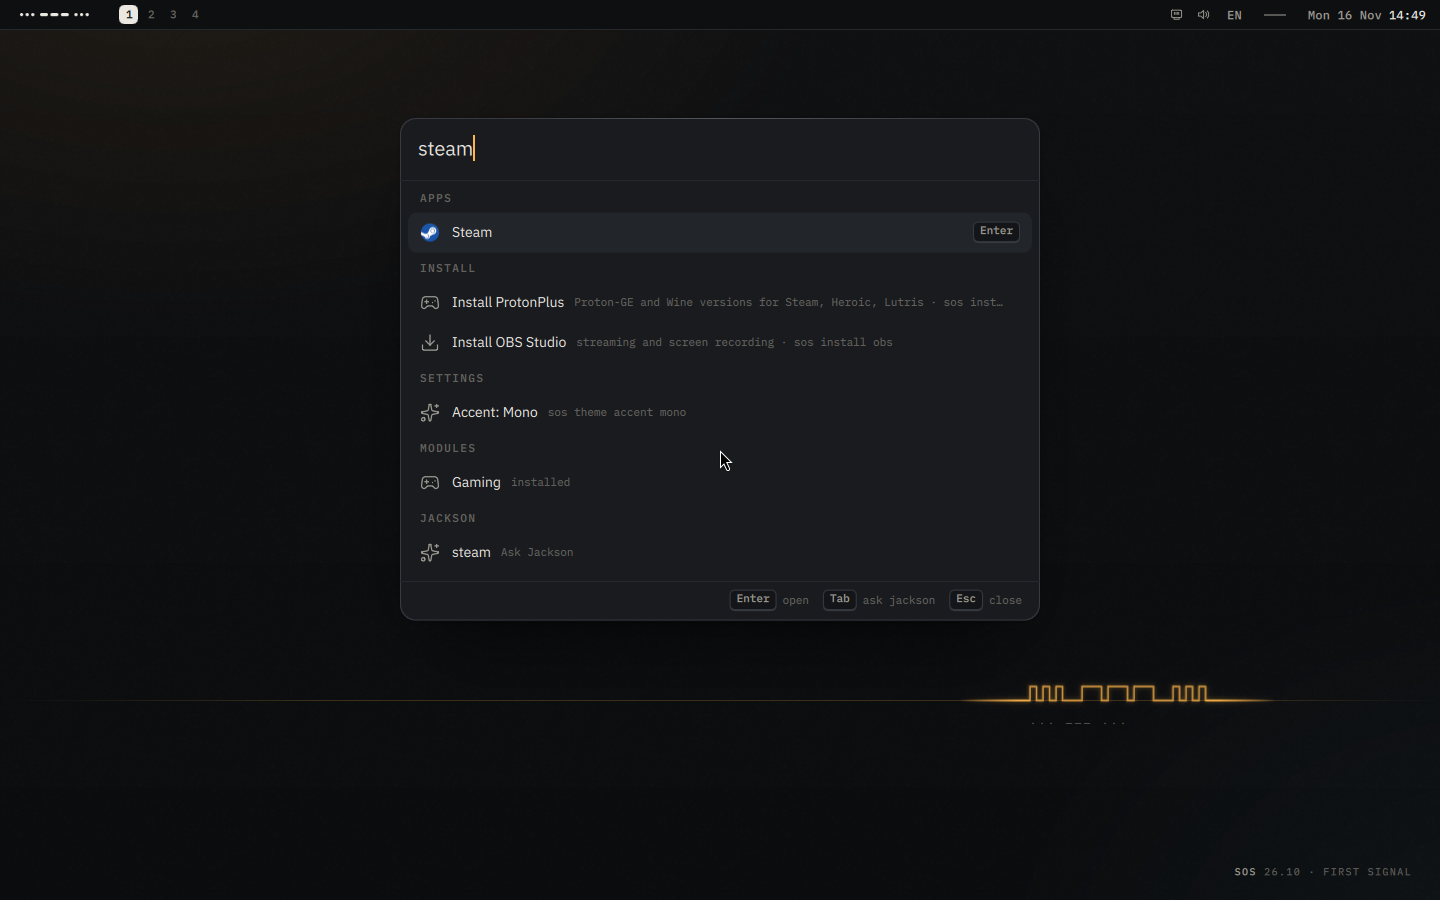 1 2 3 4
EN
Mon 16 Nov 14:49
steam
APPS
Steam Enter
INSTALL
Install ProtonPlus Proton-GE and Wine versions for Steam, Heroic, Lutris · sos inst…
Install OBS Studio streaming and screen recording · sos install obs
SETTINGS
Accent: Mono sos theme accent mono
MODULES
Gaming installed
JACKSON
steam Ask Jackson
Enter open Tab ask jackson Esc close
... --- ...
SOS 26.10 · FIRST SIGNAL